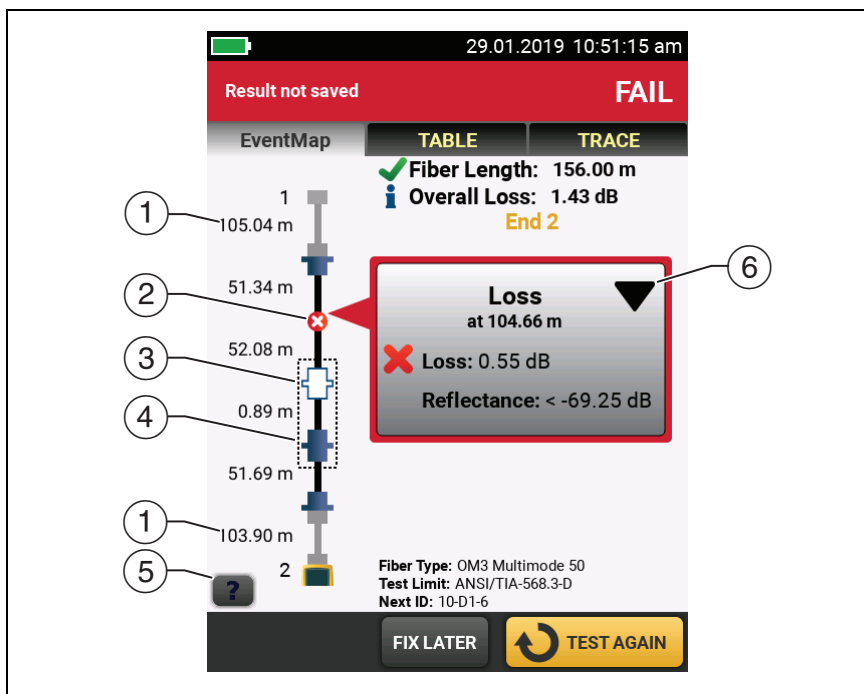 29.01.2019 10:51:15 am
Result not saved
FAIL
EventMap
TABLE
TRACE
Fiber Length: 156.00 m
Overall Loss: 1.43 dB
End 2
1
105.04 m
51.34 m
52.08 m
0.89 m
51.69 m
103.90 m
2
Loss
at 104.66 m
Loss: 0.55 dB
Reflectance: < -69.25 dB
1
2
3
4
1
5
6
?
Fiber Type: OM3 Multimode 50
Test Limit: ANSI/TIA-568.3-D
Next ID: 10-D1-6
FIX LATER
TEST AGAIN